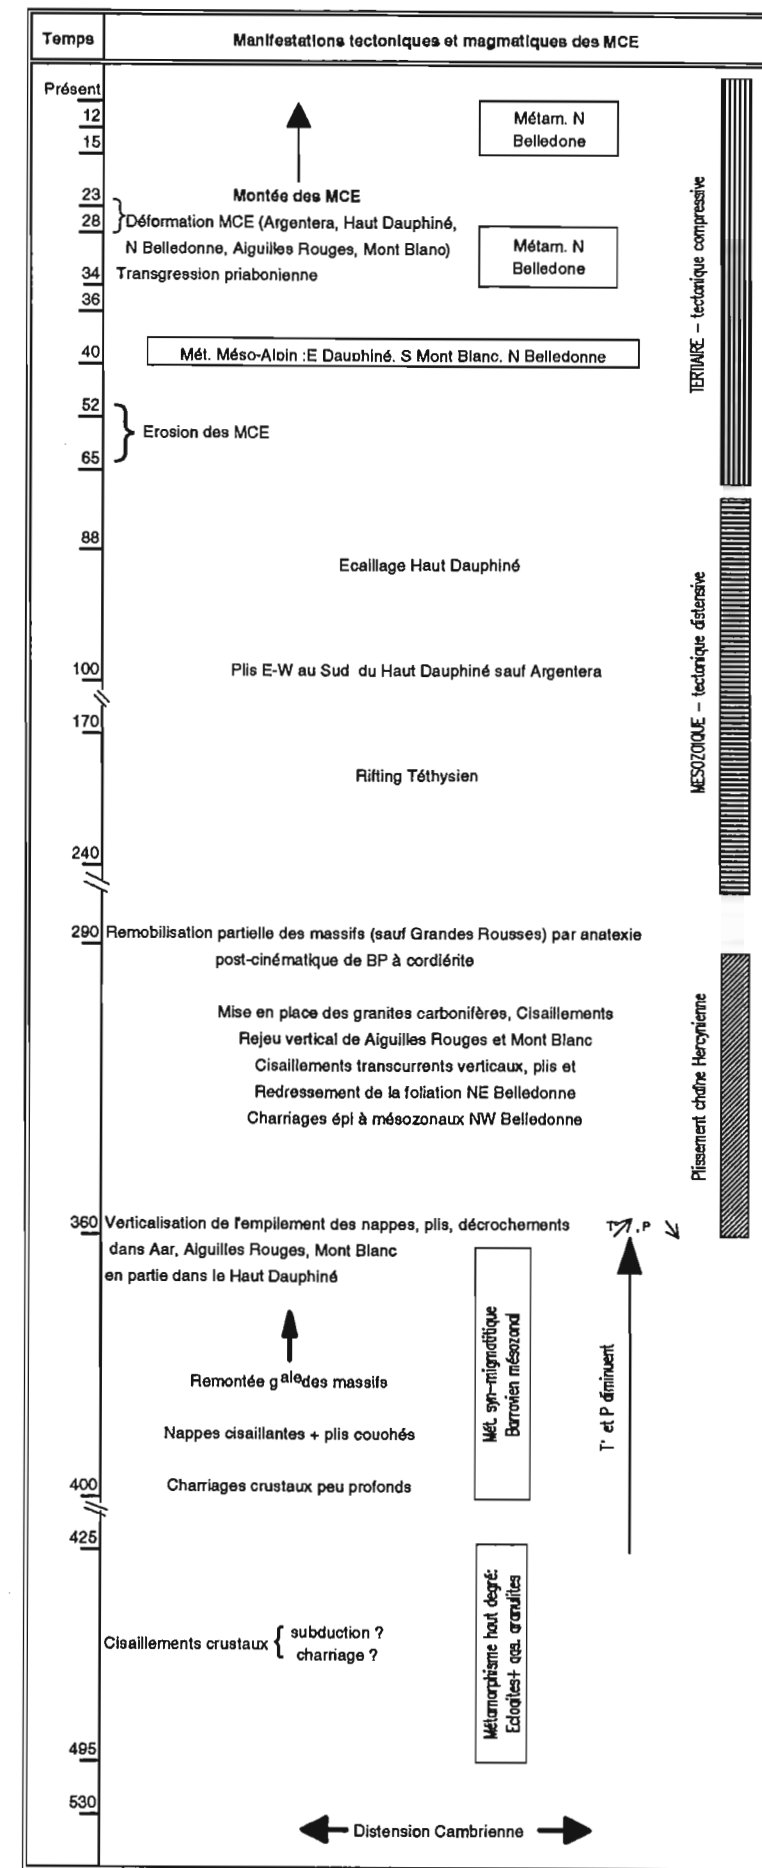 Temps
Manifestations tectoniques et magmatiques des MCE
Présent
12
15
Métam. N
Belledone
23
Montée des MCE
28
Déformation MCE (Argentera, Haut Dauphiné,
N Belledonne, Aiguilles Rouges, Mont Blanc)
Métam. N
Belledone
34
Transgression priabonienne
36
40
Mét. Méso-Alpin :E Dauphiné. S Mont Blanc. N Belledonne
52
Erosion des MCE
65
TERTIAIRE – tectonique compressive
88
Ecaillage Haut Dauphiné
100
Plis E-W au Sud du Haut Dauphiné sauf Argentera
170
Rifting Téthysien
240
MESOZOIQUE – tectonique distensive
290
Remobilisation partielle des massifs (sauf Grandes Rousses) par anatexie
post-cinématique de BP à cordiérite
Mise en place des granites carbonifères, Cisaillements
Rejeu vertical de Aiguilles Rouges et Mont Blanc
Cisaillements transcurrents verticaux, plis et
Redressement de la foliation NE Belledonne
Charriages épi à mésozonaux NW Belledonne
Plissement chaîne Hercynienne
360
Verticalisation de l'empilement des nappes, plis, décrochements
dans Aar, Aiguilles Rouges, Mont Blanc
en partie dans le Haut Dauphiné
T , P
Remontée gale des massifs
Nappes cisaillantes + plis couchés
Charriages crustaux peu profonds
Mét. syn-migmatitique
Barrovien mésozonal
T° et P diminuent
400
425
Cisaillements crustaux { subduction ?
charriage ?
Métamorphisme haut degré:
Eclogites+ qqs. granulites
495
530
Distension Cambrienne